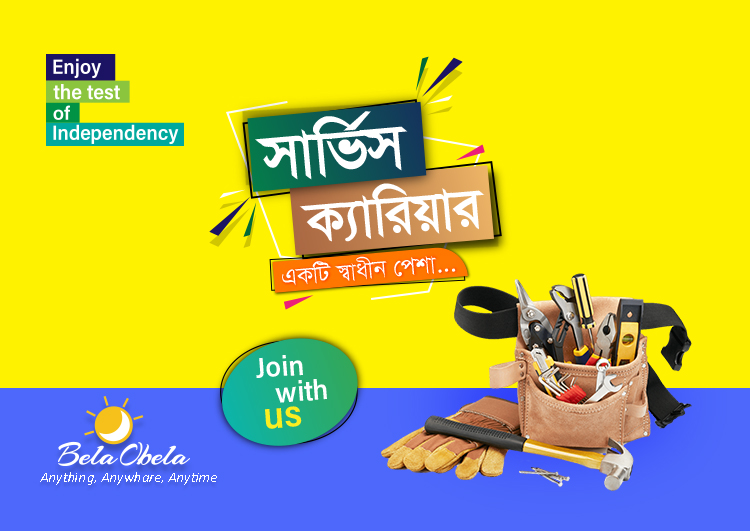 Enjoy
the test
of
Independency
সার্ভিস
ক্যারিয়ার
একটি স্বাধীন পেশা...
Join
with
us
Bela Obela
Anything, Anywhare, Anytime